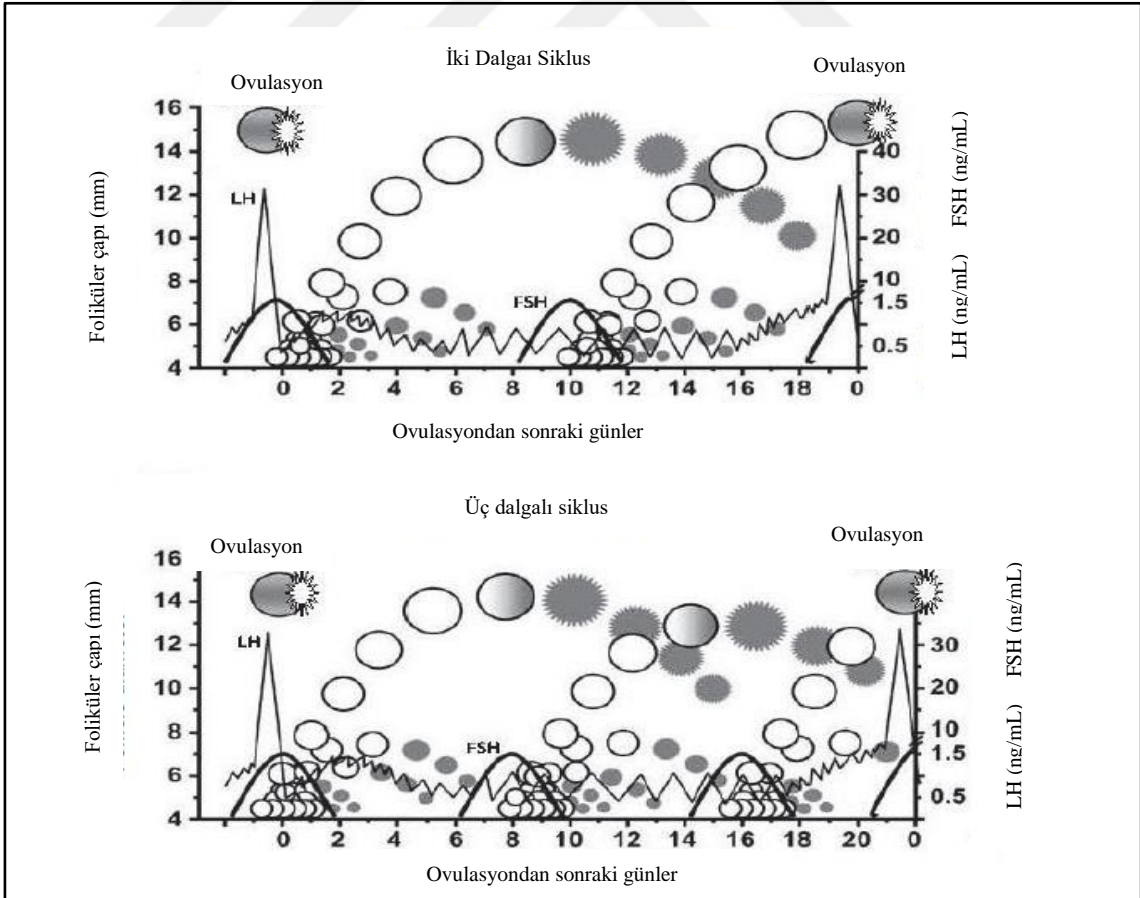 İki Dalgaı Siklus
Ovulasyon
Ovulasyon
Foliküler çapı (mm)
16
14
12
10
8
6
4
LH
FSH
40
30
20
10
1.5
0.5
LH (ng/mL) FSH (ng/mL)
0 2 4 6 8 10 12 14 16 18 0
Ovulasyondan sonraki günler
Üç dalgalı siklus
Ovulasyon
Ovulasyon
Foliküler çapı (mm)
16
14
12
10
8
6
4
LH
FSH
30
20
10
1.5
0.5
LH (ng/mL) FSH (ng/mL)
0 2 4 6 8 10 12 14 16 18 20 0
Ovulasyondan sonraki günler